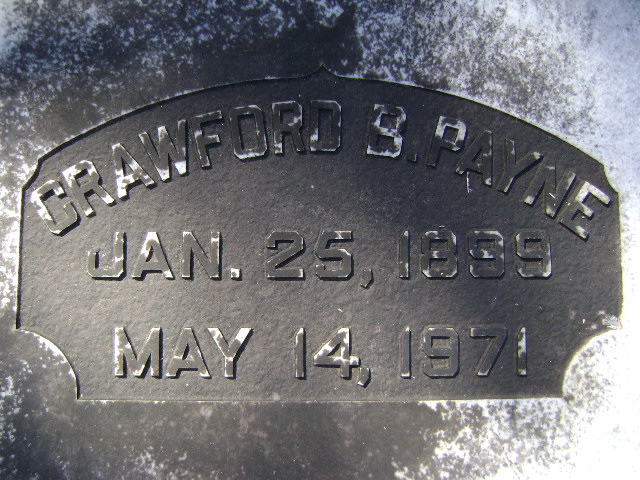 CRAWFORD B. PAYNE
JAN. 25, 1899
MAY 14, 1971